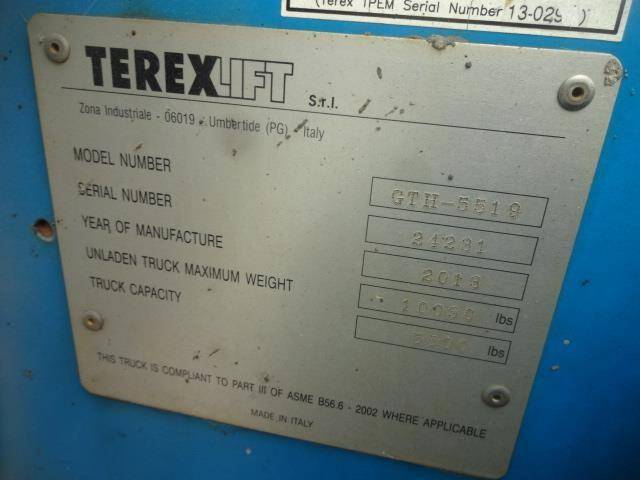 (Terex TPEM Serial Number 13-029 )
TEREXLIFT S.r.l.
Zona Industriale - 06019 - Umbertide (PG) - Italy
MODEL NUMBER GTH-5519
SERIAL NUMBER 21281
YEAR OF MANUFACTURE 2013
UNLADEN TRUCK MAXIMUM WEIGHT lbs
TRUCK CAPACITY lbs
THIS TRUCK IS COMPLIANT TO PART III OF ASME B56.6 - 2002 WHERE APPLICABLE
MADE IN ITALY